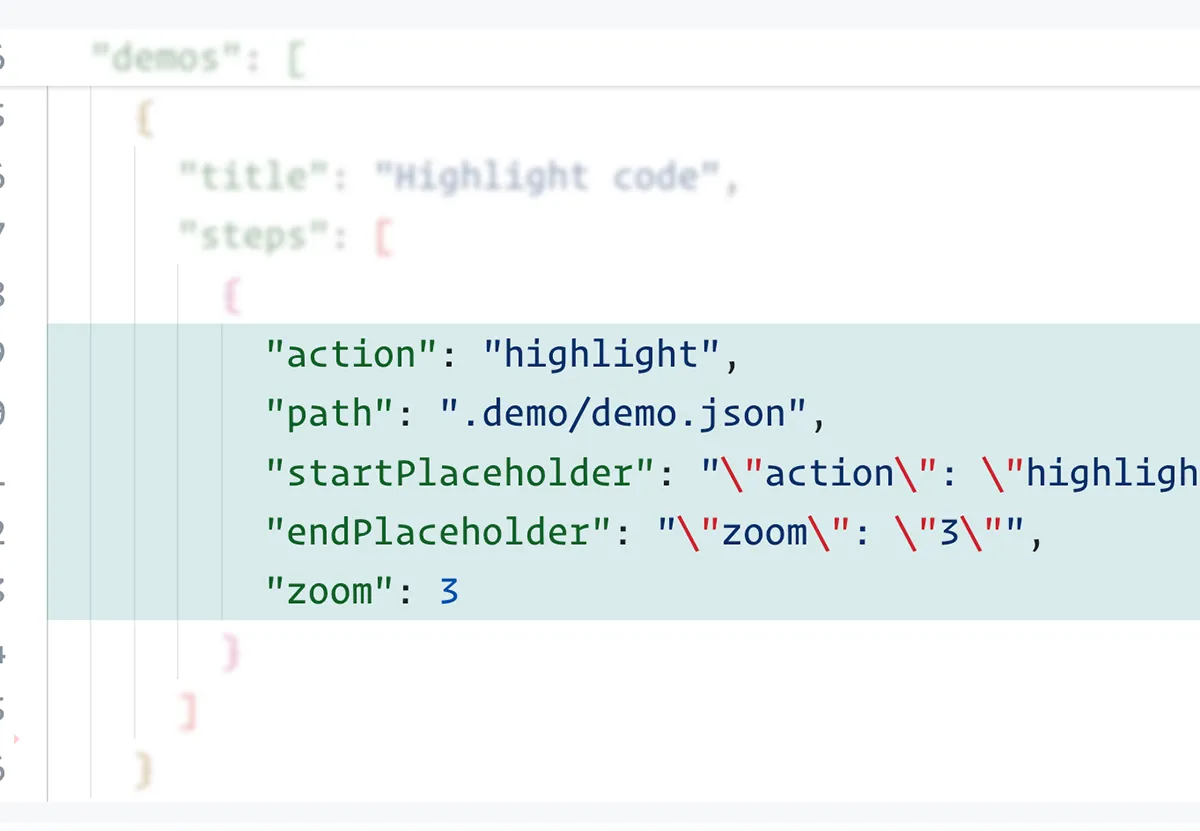 "demos": [
{
"title": "Highlight code",
"steps": [
{
"action": "highlight",
"path": ".demo/demo.json",
"startPlaceholder": "\"action\": \"highligh
"endPlaceholder": "\"zoom\": \"3\"",
"zoom": 3
}
]
}